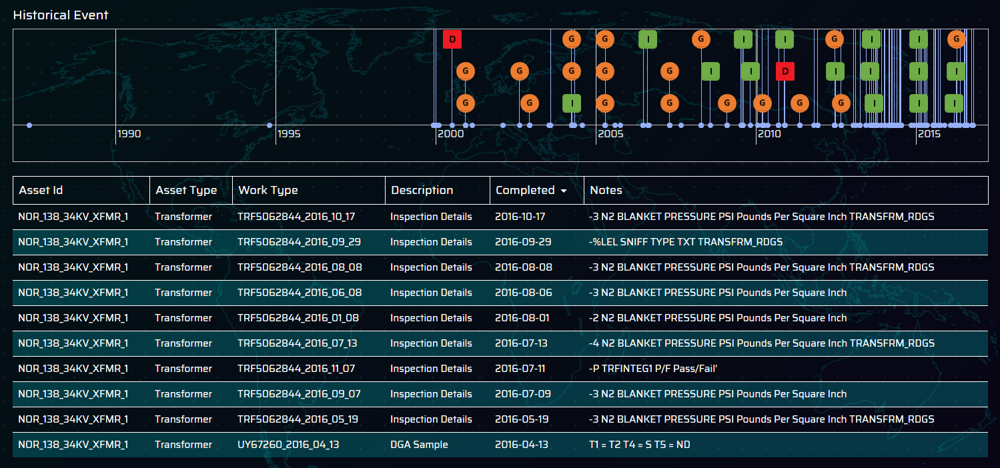 Historical Event
D G G I G I I G I I G
G G G G I I D I I I I
G G I G G G G G G I I I
1990 1995 2000 2005 2010 2015
Asset Id Asset Type Work Type Description Completed Notes
NOR_138_34KV_XFMR_1 Transformer TRF5062844_2016_10_17 Inspection Details 2016-10-17 -3 N2 BLANKET PRESSURE PSI Pounds Per Square Inch TRANSFRM_RDGS
NOR_138_34KV_XFMR_1 Transformer TRF5062844_2016_09_29 Inspection Details 2016-09-29 -%LEL SNIFF TYPE TXT TRANSFRM_RDGS
NOR_138_34KV_XFMR_1 Transformer TRF5062844_2016_08_08 Inspection Details 2016-08-08 -3 N2 BLANKET PRESSURE PSI Pounds Per Square Inch TRANSFRM_RDGS
NOR_138_34KV_XFMR_1 Transformer TRF5062844_2016_06_08 Inspection Details 2016-08-06 -3 N2 BLANKET PRESSURE PSI Pounds Per Square Inch
NOR_138_34KV_XFMR_1 Transformer TRF5062844_2016_01_08 Inspection Details 2016-08-01 -2 N2 BLANKET PRESSURE PSI Pounds Per Square Inch
NOR_138_34KV_XFMR_1 Transformer TRF5062844_2016_07_13 Inspection Details 2016-07-13 -4 N2 BLANKET PRESSURE PSI Pounds Per Square Inch TRANSFRM_RDGS
NOR_138_34KV_XFMR_1 Transformer TRF5062844_2016_11_07 Inspection Details 2016-07-11 -P TRFINTEG1 P/F Pass/Fail'
NOR_138_34KV_XFMR_1 Transformer TRF5062844_2016_09_07 Inspection Details 2016-07-09 -3 N2 BLANKET PRESSURE PSI Pounds Per Square Inch
NOR_138_34KV_XFMR_1 Transformer TRF5062844_2016_05_19 Inspection Details 2016-05-19 -3 N2 BLANKET PRESSURE PSI Pounds Per Square Inch TRANSFRM_RDGS
NOR_138_34KV_XFMR_1 Transformer UY67260_2016_04_13 DGA Sample 2016-04-13 T1 = T2 T4 = S T5 = ND